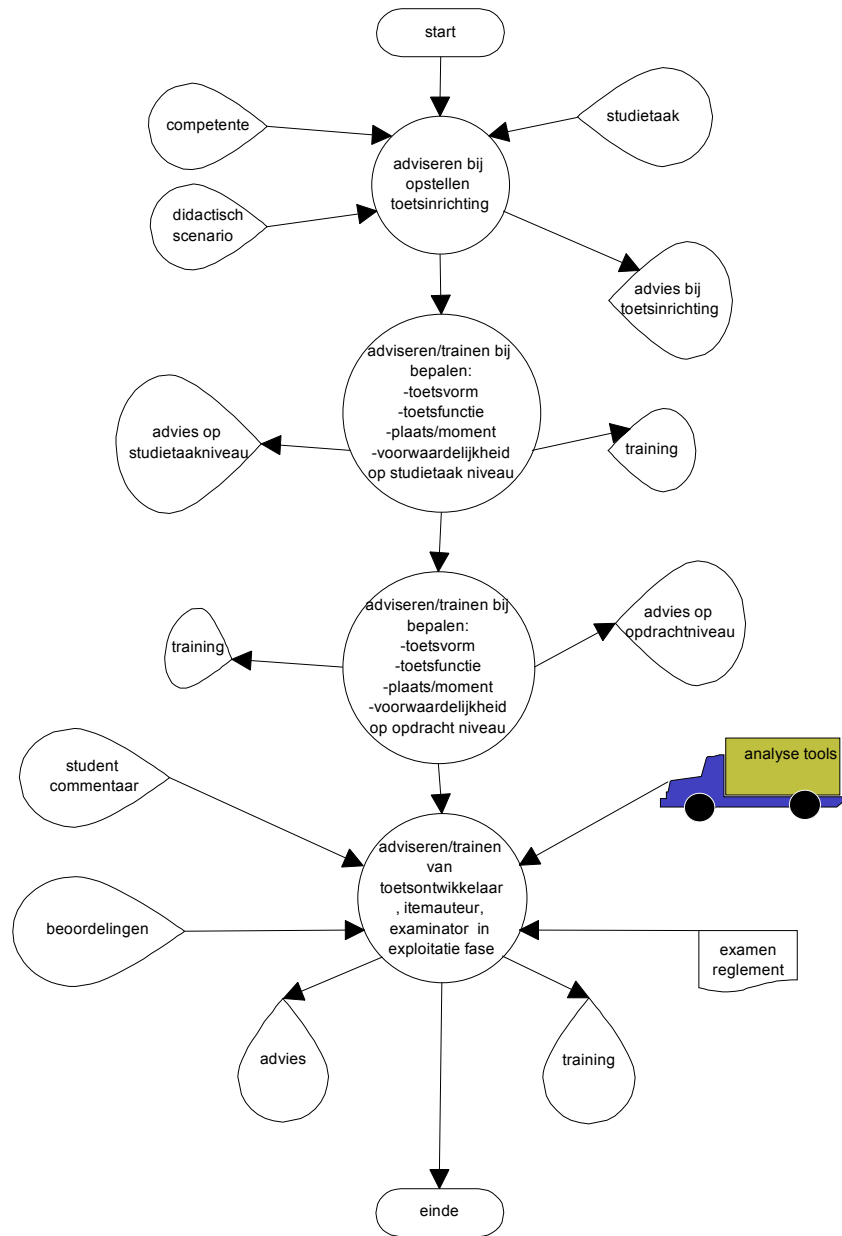 start
competente
studietaak
adviseren bij
opstellen
toetsinrichting
didactisch
scenario
advies bij
toetsinrichting
adviseren/trainen bij
bepalen:
-toetsvorm
-toetsfunctie
-plaats/moment
-voorwaardelijkheid
op studietaak niveau
advies op
studietaakniveau
training
adviseren/trainen bij
bepalen:
-toetsvorm
-toetsfunctie
-plaats/moment
-voorwaardelijkheid
op opdracht niveau
training
advies op
opdrachtniveau
student
commentaar
analyse tools
adviseren/trainen
van
toetsontwikkelaar
, itemauteur,
examinator in
exploitatie fase
beoordelingen
examen
reglement
advies
training
einde